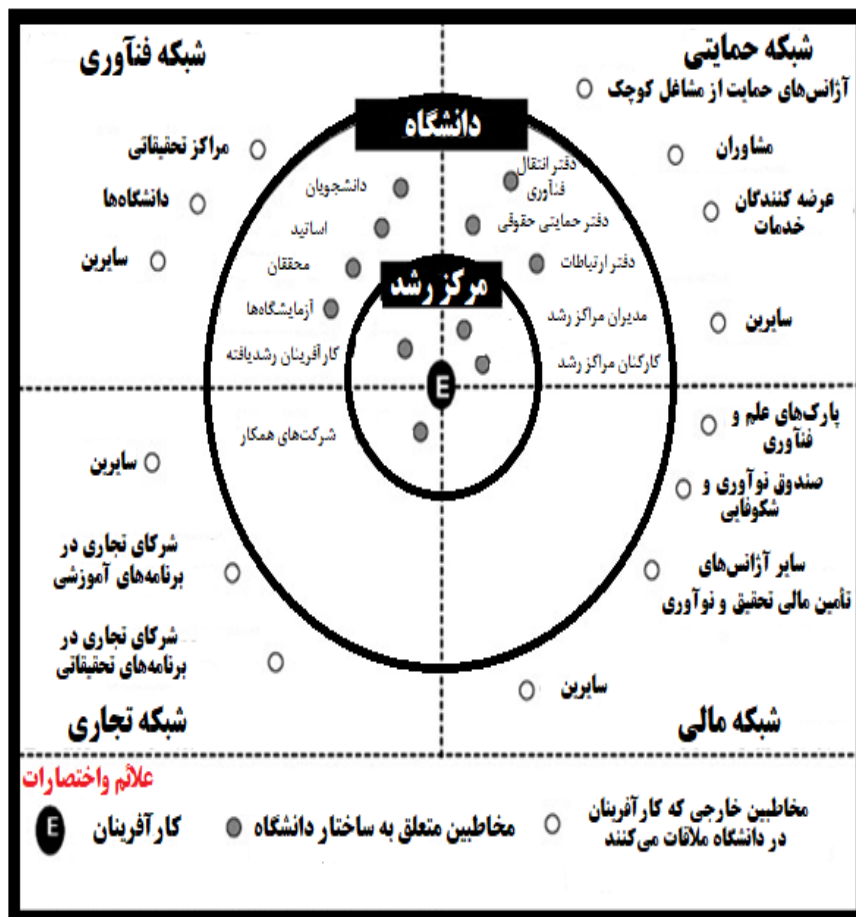 شبکه حمایتی
آژانس‌های حمایت از مشاغل کوچک
مشاوران
عرضه کنندگان
خدمات
سایرین
شبکه فنآوری
مراکز تحقیقاتی
دانشگاه‌ها
سایرین
دانشگاه
دفتر انتقال
فنآوری
دفتر حمایتی حقوقی
دفتر ارتباطات
مدیران مراکز رشد
کارکنان مراکز رشد
دانشجویان
اساتید
محققان
آزمایشگاه‌ها
کارآفرینان رشدیافته
مرکز رشد
E
شرکت‌های همکار
پارک‌های علم و
فنآوری
صندوق نوآوری و
شکوفایی
سایر آژانس‌های
تأمین مالی تحقیق و نوآوری
سایرین
شبکه مالی
سایرین
شرکای تجاری در
برنامه‌های آموزشی
شرکای تجاری در
برنامه‌های تحقیقاتی
شبکه تجاری
علائم واختصارات
مخاطبین خارجی که کارآفرینان
در دانشگاه ملاقات می‌کنند
مخاطبین متعلق به ساختار دانشگاه
کارآفرینان
E